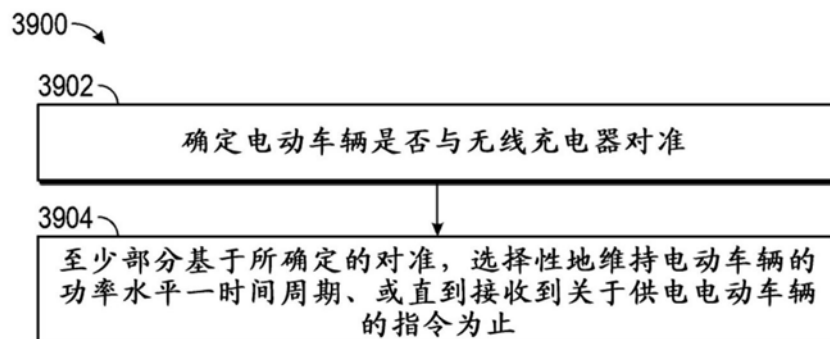 3900
3902
确定电动车辆是否与无线充电器对准
3904
至少部分基于所确定的对准，选择性地维持电动车辆的
功率水平一时间周期、或直到接收到关于供电电动车辆
的指令为止